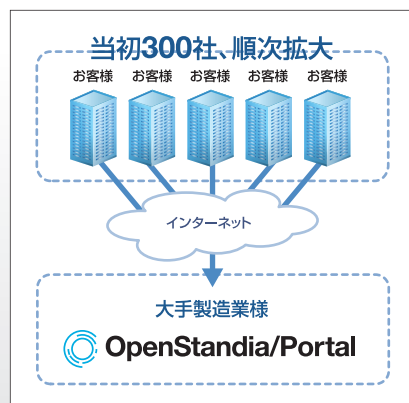 当初300社、順次拡大
お客様 お客様 お客様 お客様 お客様
インターネット
大手製造業様
OpenStandia/Portal